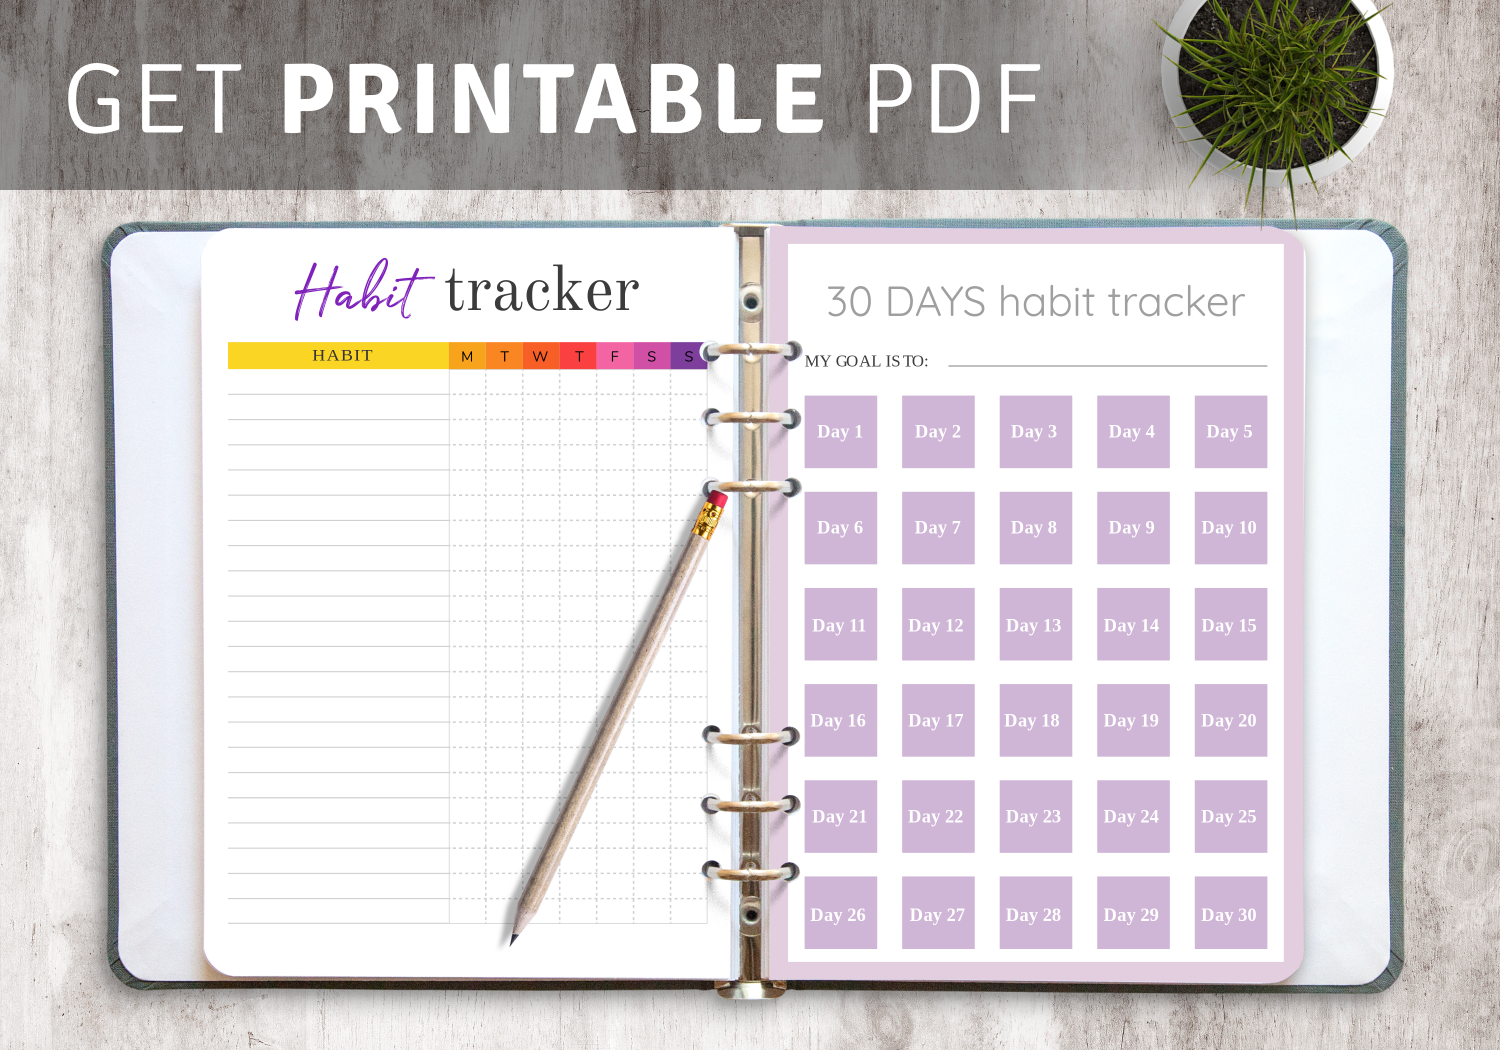 GET PRINTABLE PDF
Habit tracker
HABIT M T W T F S S
30 DAYS habit tracker
MY GOAL IS TO:
Day 1 Day 2 Day 3 Day 4 Day 5
Day 6 Day 7 Day 8 Day 9 Day 10
Day 11 Day 12 Day 13 Day 14 Day 15
Day 16 Day 17 Day 18 Day 19 Day 20
Day 21 Day 22 Day 23 Day 24 Day 25
Day 26 Day 27 Day 28 Day 29 Day 30